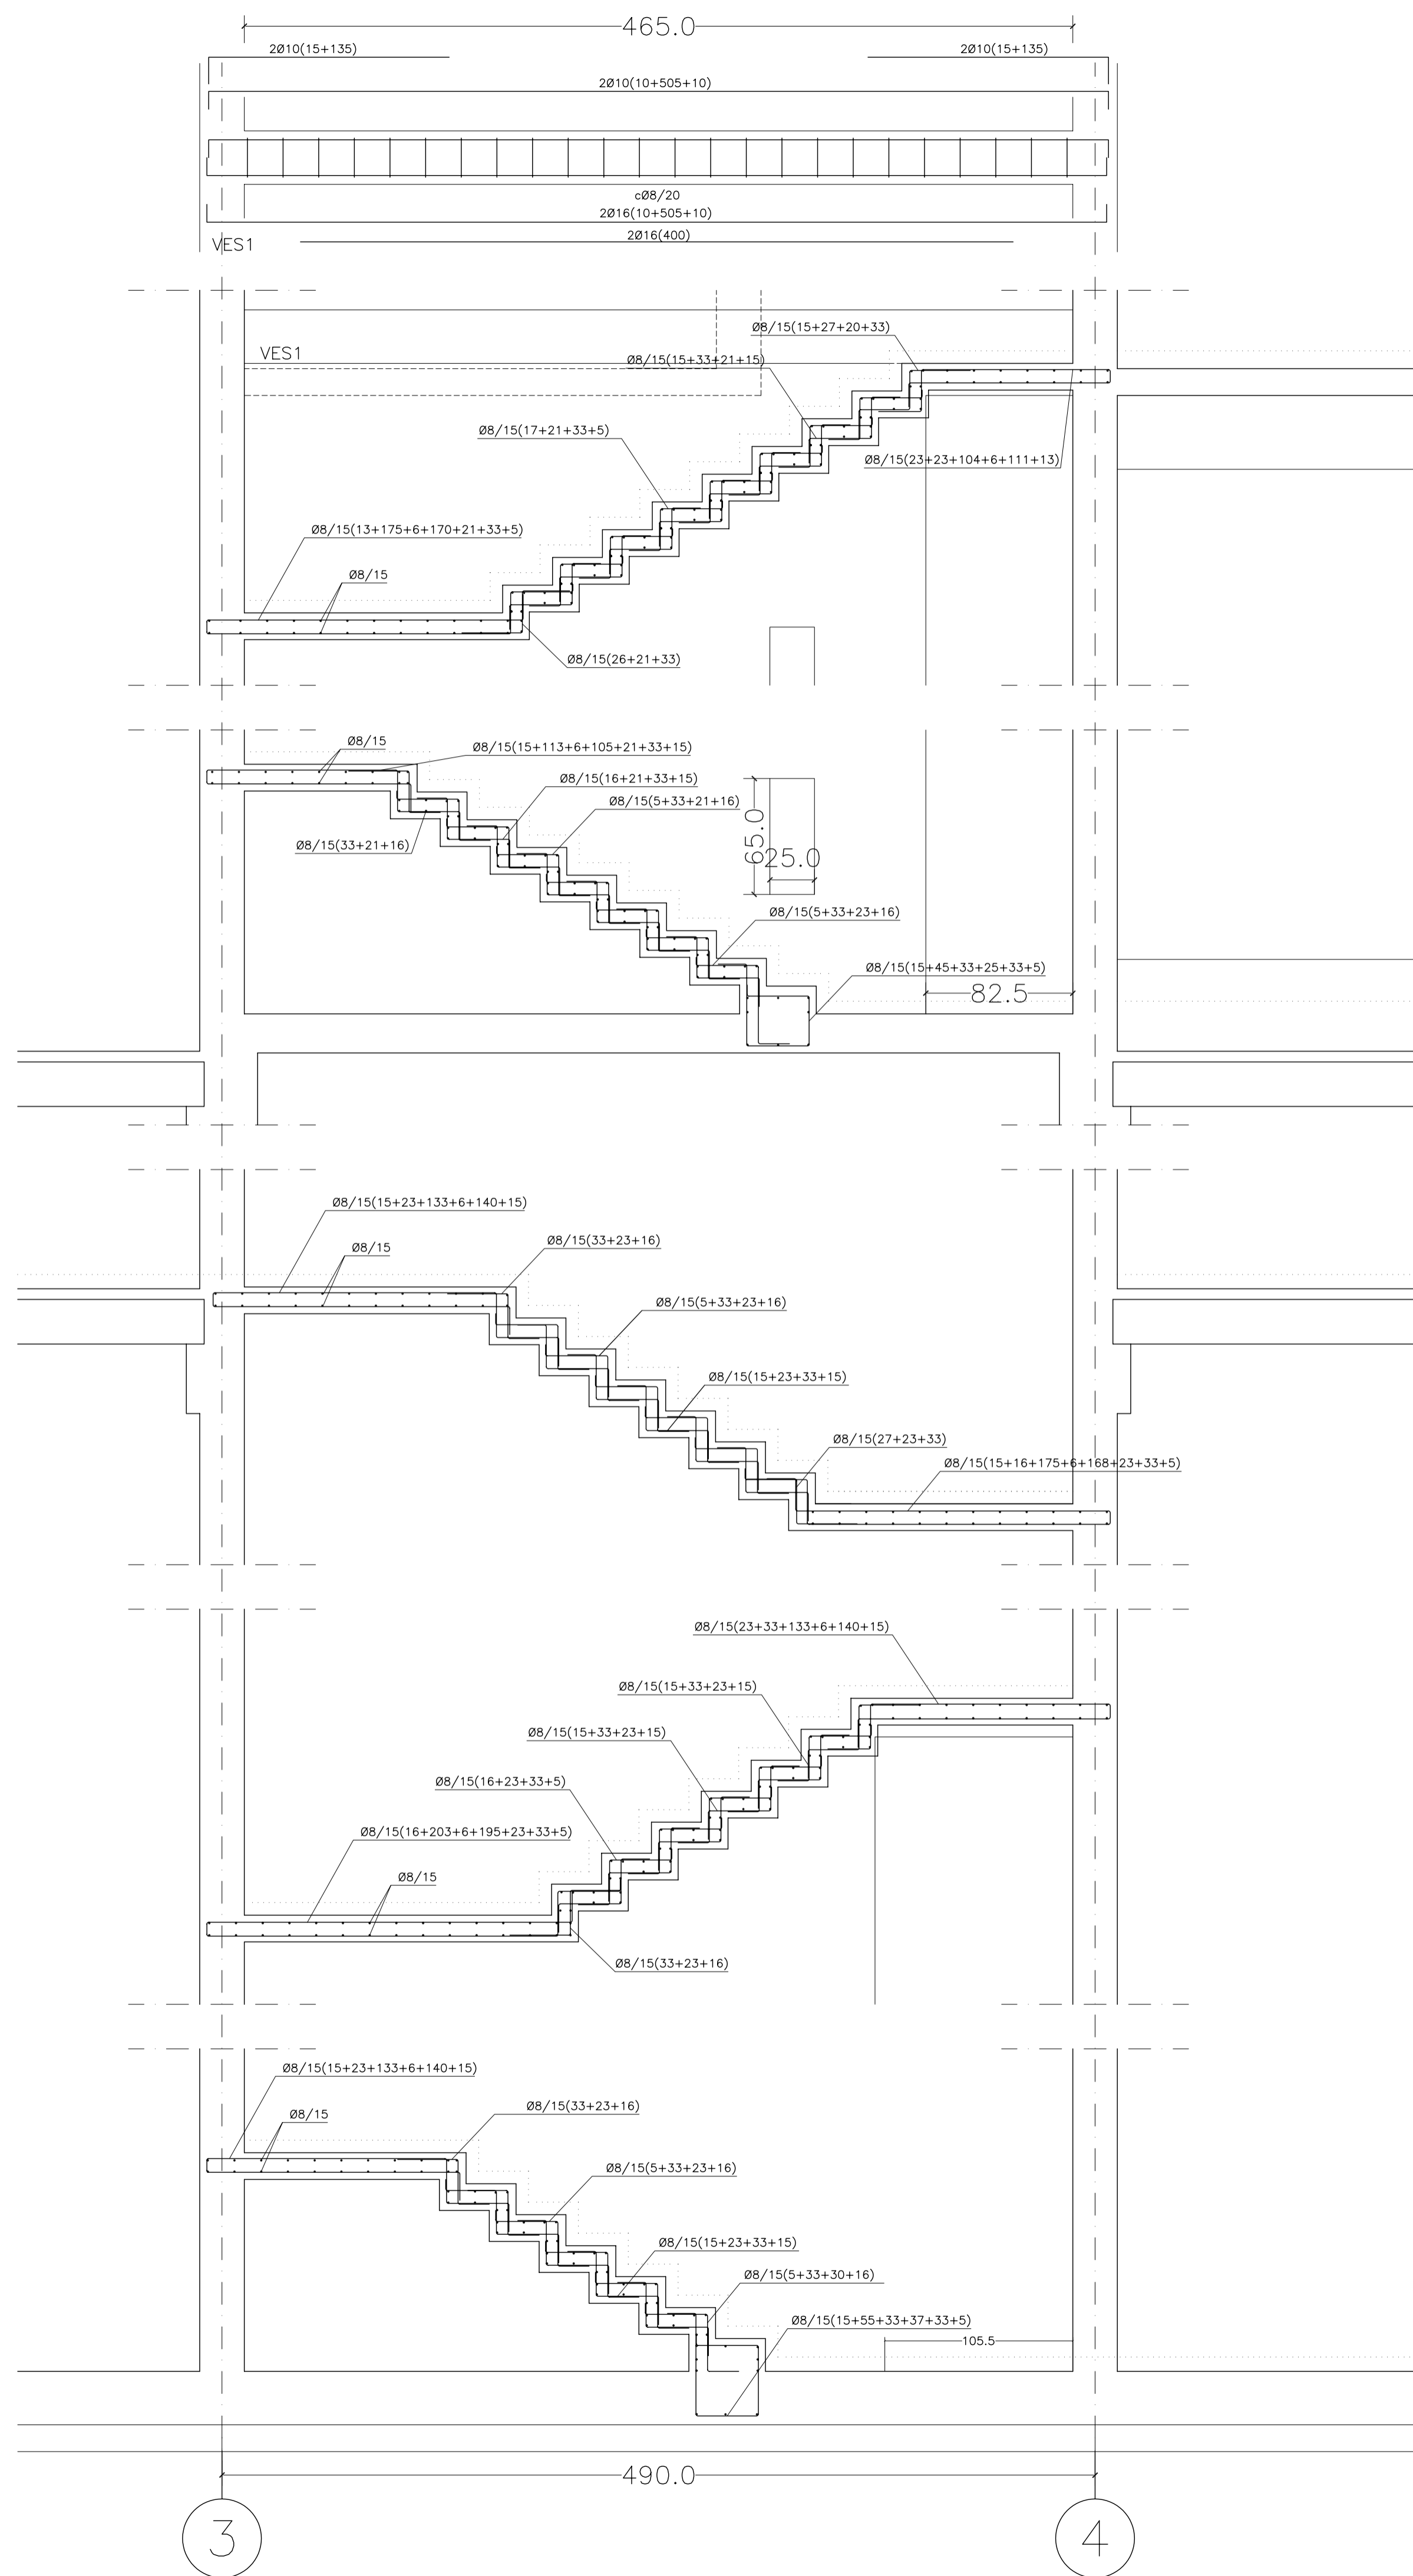 465.0
2Ø10(15+135)
2Ø10(15+135)
2Ø10(10+505+10)
cØ8/20
2Ø16(10+505+10)
2Ø16(400)
VES1
VES1
Ø8/15(15+27+20+33)
Ø8/15(15+33+21+15)
Ø8/15(17+21+33+5)
Ø8/15(23+23+104+6+111+13)
Ø8/15(13+175+6+170+21+33+5)
Ø8/15
Ø8/15(26+21+33)
Ø8/15
Ø8/15(15+113+6+105+21+33+15)
Ø8/15(16+21+33+15)
Ø8/15(5+33+21+16)
Ø8/15(33+21+16)
65.0
25.0
Ø8/15(5+33+23+16)
Ø8/15(15+45+33+25+33+5)
82.5
Ø8/15(15+23+133+6+140+15)
Ø8/15
Ø8/15(33+23+16)
Ø8/15(5+33+23+16)
Ø8/15(15+23+33+15)
Ø8/15(27+23+33)
Ø8/15(15+16+175+6+168+23+33+5)
Ø8/15(23+33+133+6+140+15)
Ø8/15(15+33+23+15)
Ø8/15(15+33+23+15)
Ø8/15(16+23+33+5)
Ø8/15(16+203+6+195+23+33+5)
Ø8/15
Ø8/15(33+23+16)
Ø8/15(15+23+133+6+140+15)
Ø8/15
Ø8/15(33+23+16)
Ø8/15(5+33+23+16)
Ø8/15(15+23+33+15)
Ø8/15(5+33+30+16)
Ø8/15(15+55+33+37+33+5)
105.5
490.0
3
4